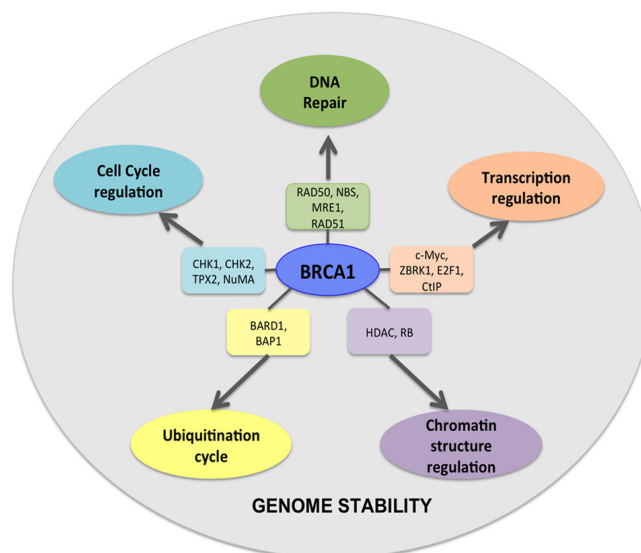 DNA
Repair
Cell Cycle
regulation
Transcription
regulation
RAD50, NBS,
MRE1,
RAD51
CHK1, CHK2,
TPX2, NuMA
BRCA1
c-Myc,
ZBRK1, E2F1,
CtIP
BARD1,
BAP1
HDAC, RB
Ubiquitination
cycle
Chromatin
structure
regulation
GENOME STABILITY